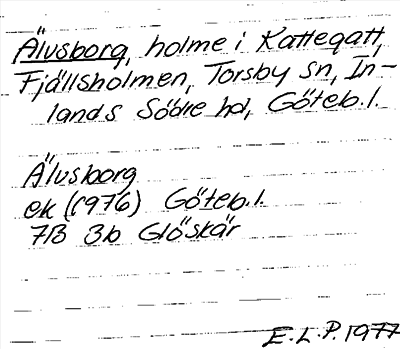 Älvsborg, holme i Kattegatt,
Fjällsholmen, Torsby sn, In-
lands Södre hd, Göteb. l.
Älvsborg
ek (1976) Göteb. l.
7B 3b Glöskär
E. L. P. 1977